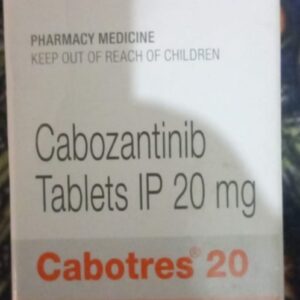 PHARMACY MEDICINE
KEEP OUT OF REACH OF CHILDREN
Cabozantinib
Tablets IP 20 mg
Cabotres® 20